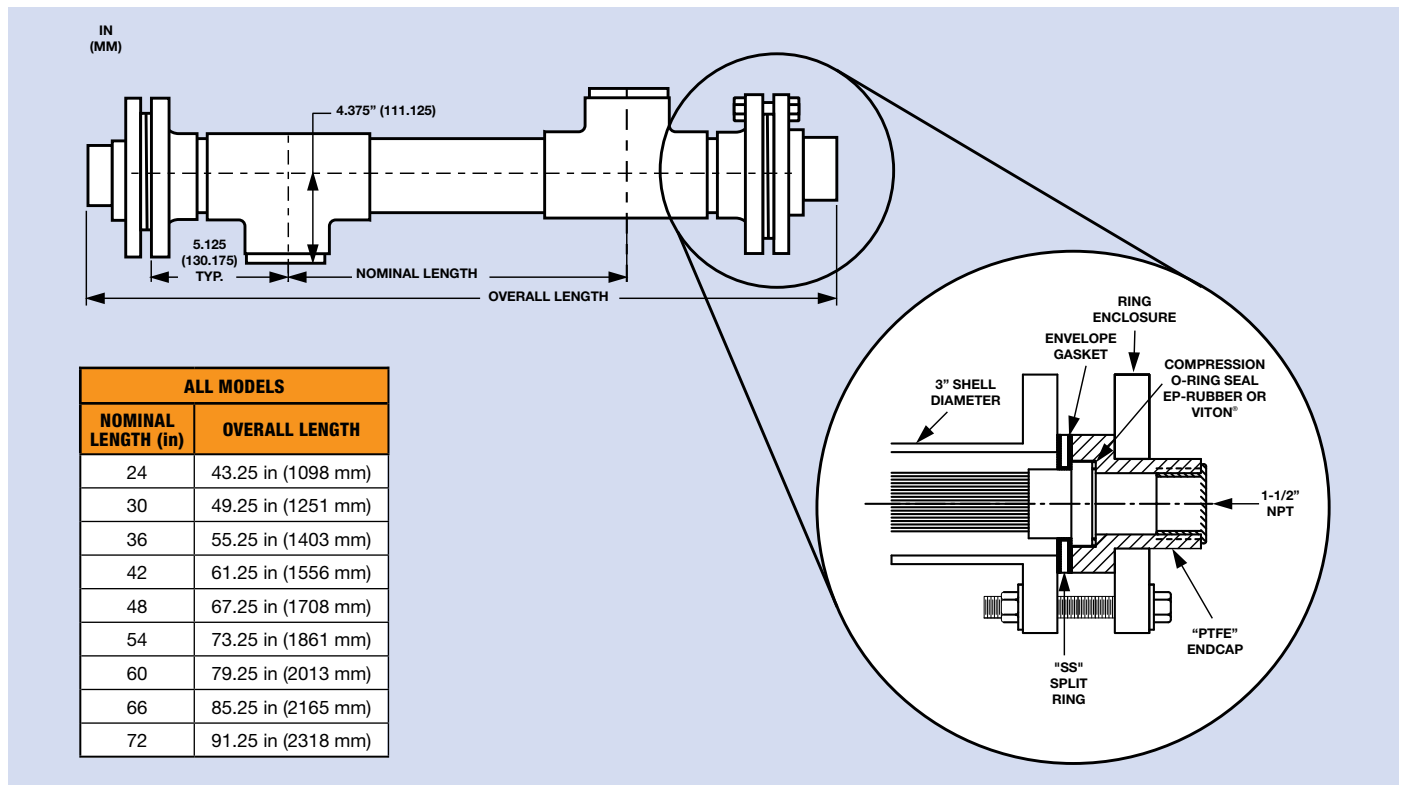 IN
(MM)
4.375” (111.125)
5.125
(130.175)
TYP.
NOMINAL LENGTH
OVERALL LENGTH
RING
ENCLOSURE
ENVELOPE
GASKET
COMPRESSION
O-RING SEAL
EP-RUBBER OR
VITON®
3” SHELL
DIAMETER
1-1/2”
NPT
“PTFE”
ENDCAP
"SS"
SPLIT
RING
ALL MODELS
NOMINAL
LENGTH (in)
OVERALL LENGTH
24 43.25 in (1098 mm)
30 49.25 in (1251 mm)
36 55.25 in (1403 mm)
42 61.25 in (1556 mm)
48 67.25 in (1708 mm)
54 73.25 in (1861 mm)
60 79.25 in (2013 mm)
66 85.25 in (2165 mm)
72 91.25 in (2318 mm)